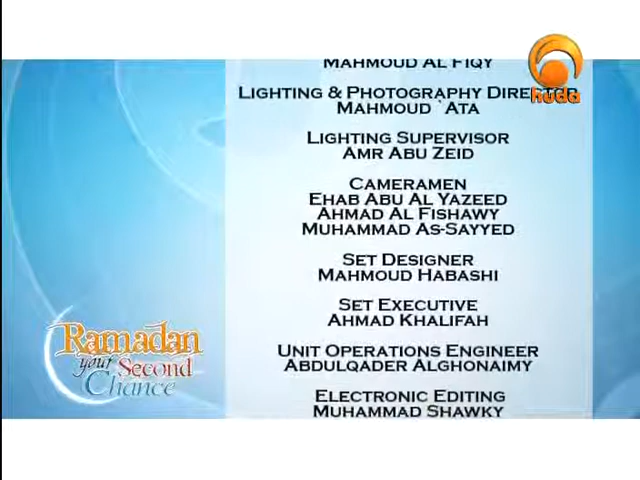 MAHMOUD AL FIQY
LIGHTING & PHOTOGRAPHY DIRECTOR
MAHMOUD `ATA
LIGHTING SUPERVISOR
AMR ABU ZEID
CAMERAMEN
EHAB ABU AL YAZEED
AHMAD AL FISHAWY
MUHAMMAD AS-SAYYED
SET DESIGNER
MAHMOUD HABASHI
SET EXECUTIVE
AHMAD KHALIFAH
UNIT OPERATIONS ENGINEER
ABDULQADER ALGHONAIMY
ELECTRONIC EDITING
MUHAMMAD SHAWKY
huda
Ramadan
your Second
Chance